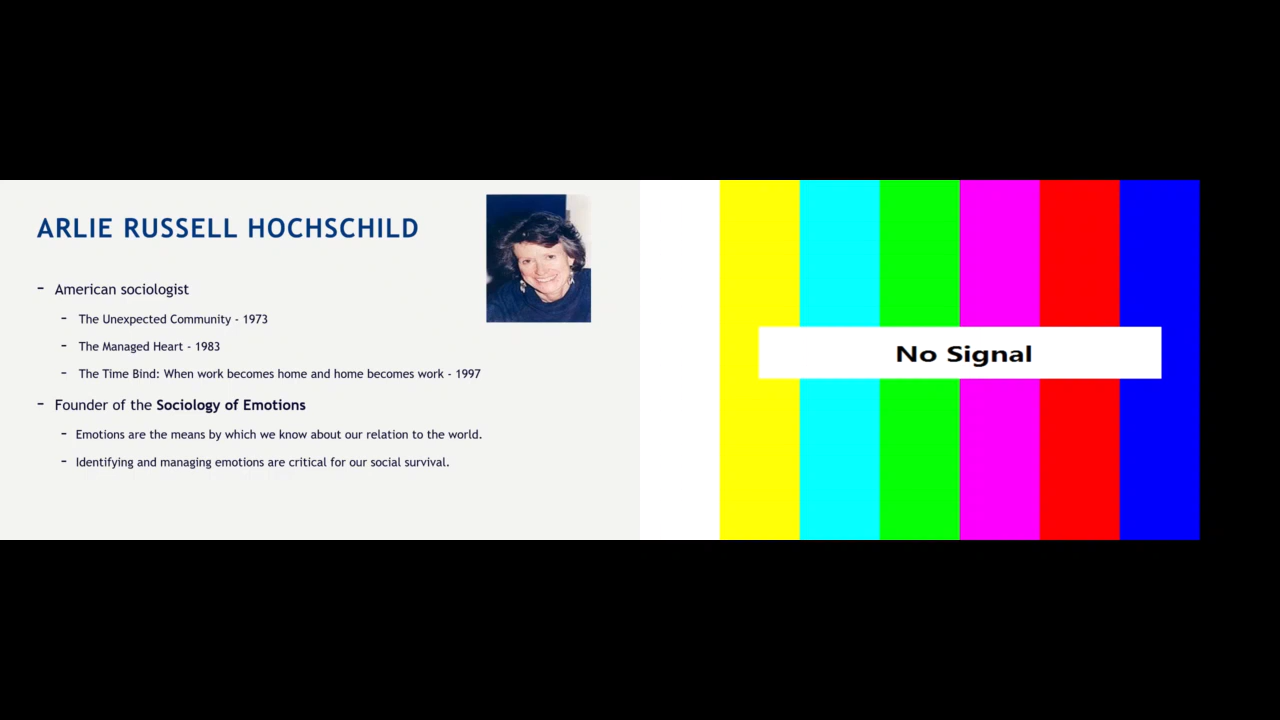 ARLIE RUSSELL HOCHSCHILD
- American sociologist
- The Unexpected Community - 1973
- The Managed Heart - 1983
- The Time Bind: When work becomes home and home becomes work - 1997
- Founder of the Sociology of Emotions
- Emotions are the means by which we know about our relation to the world.
- Identifying and managing emotions are critical for our social survival.
No Signal